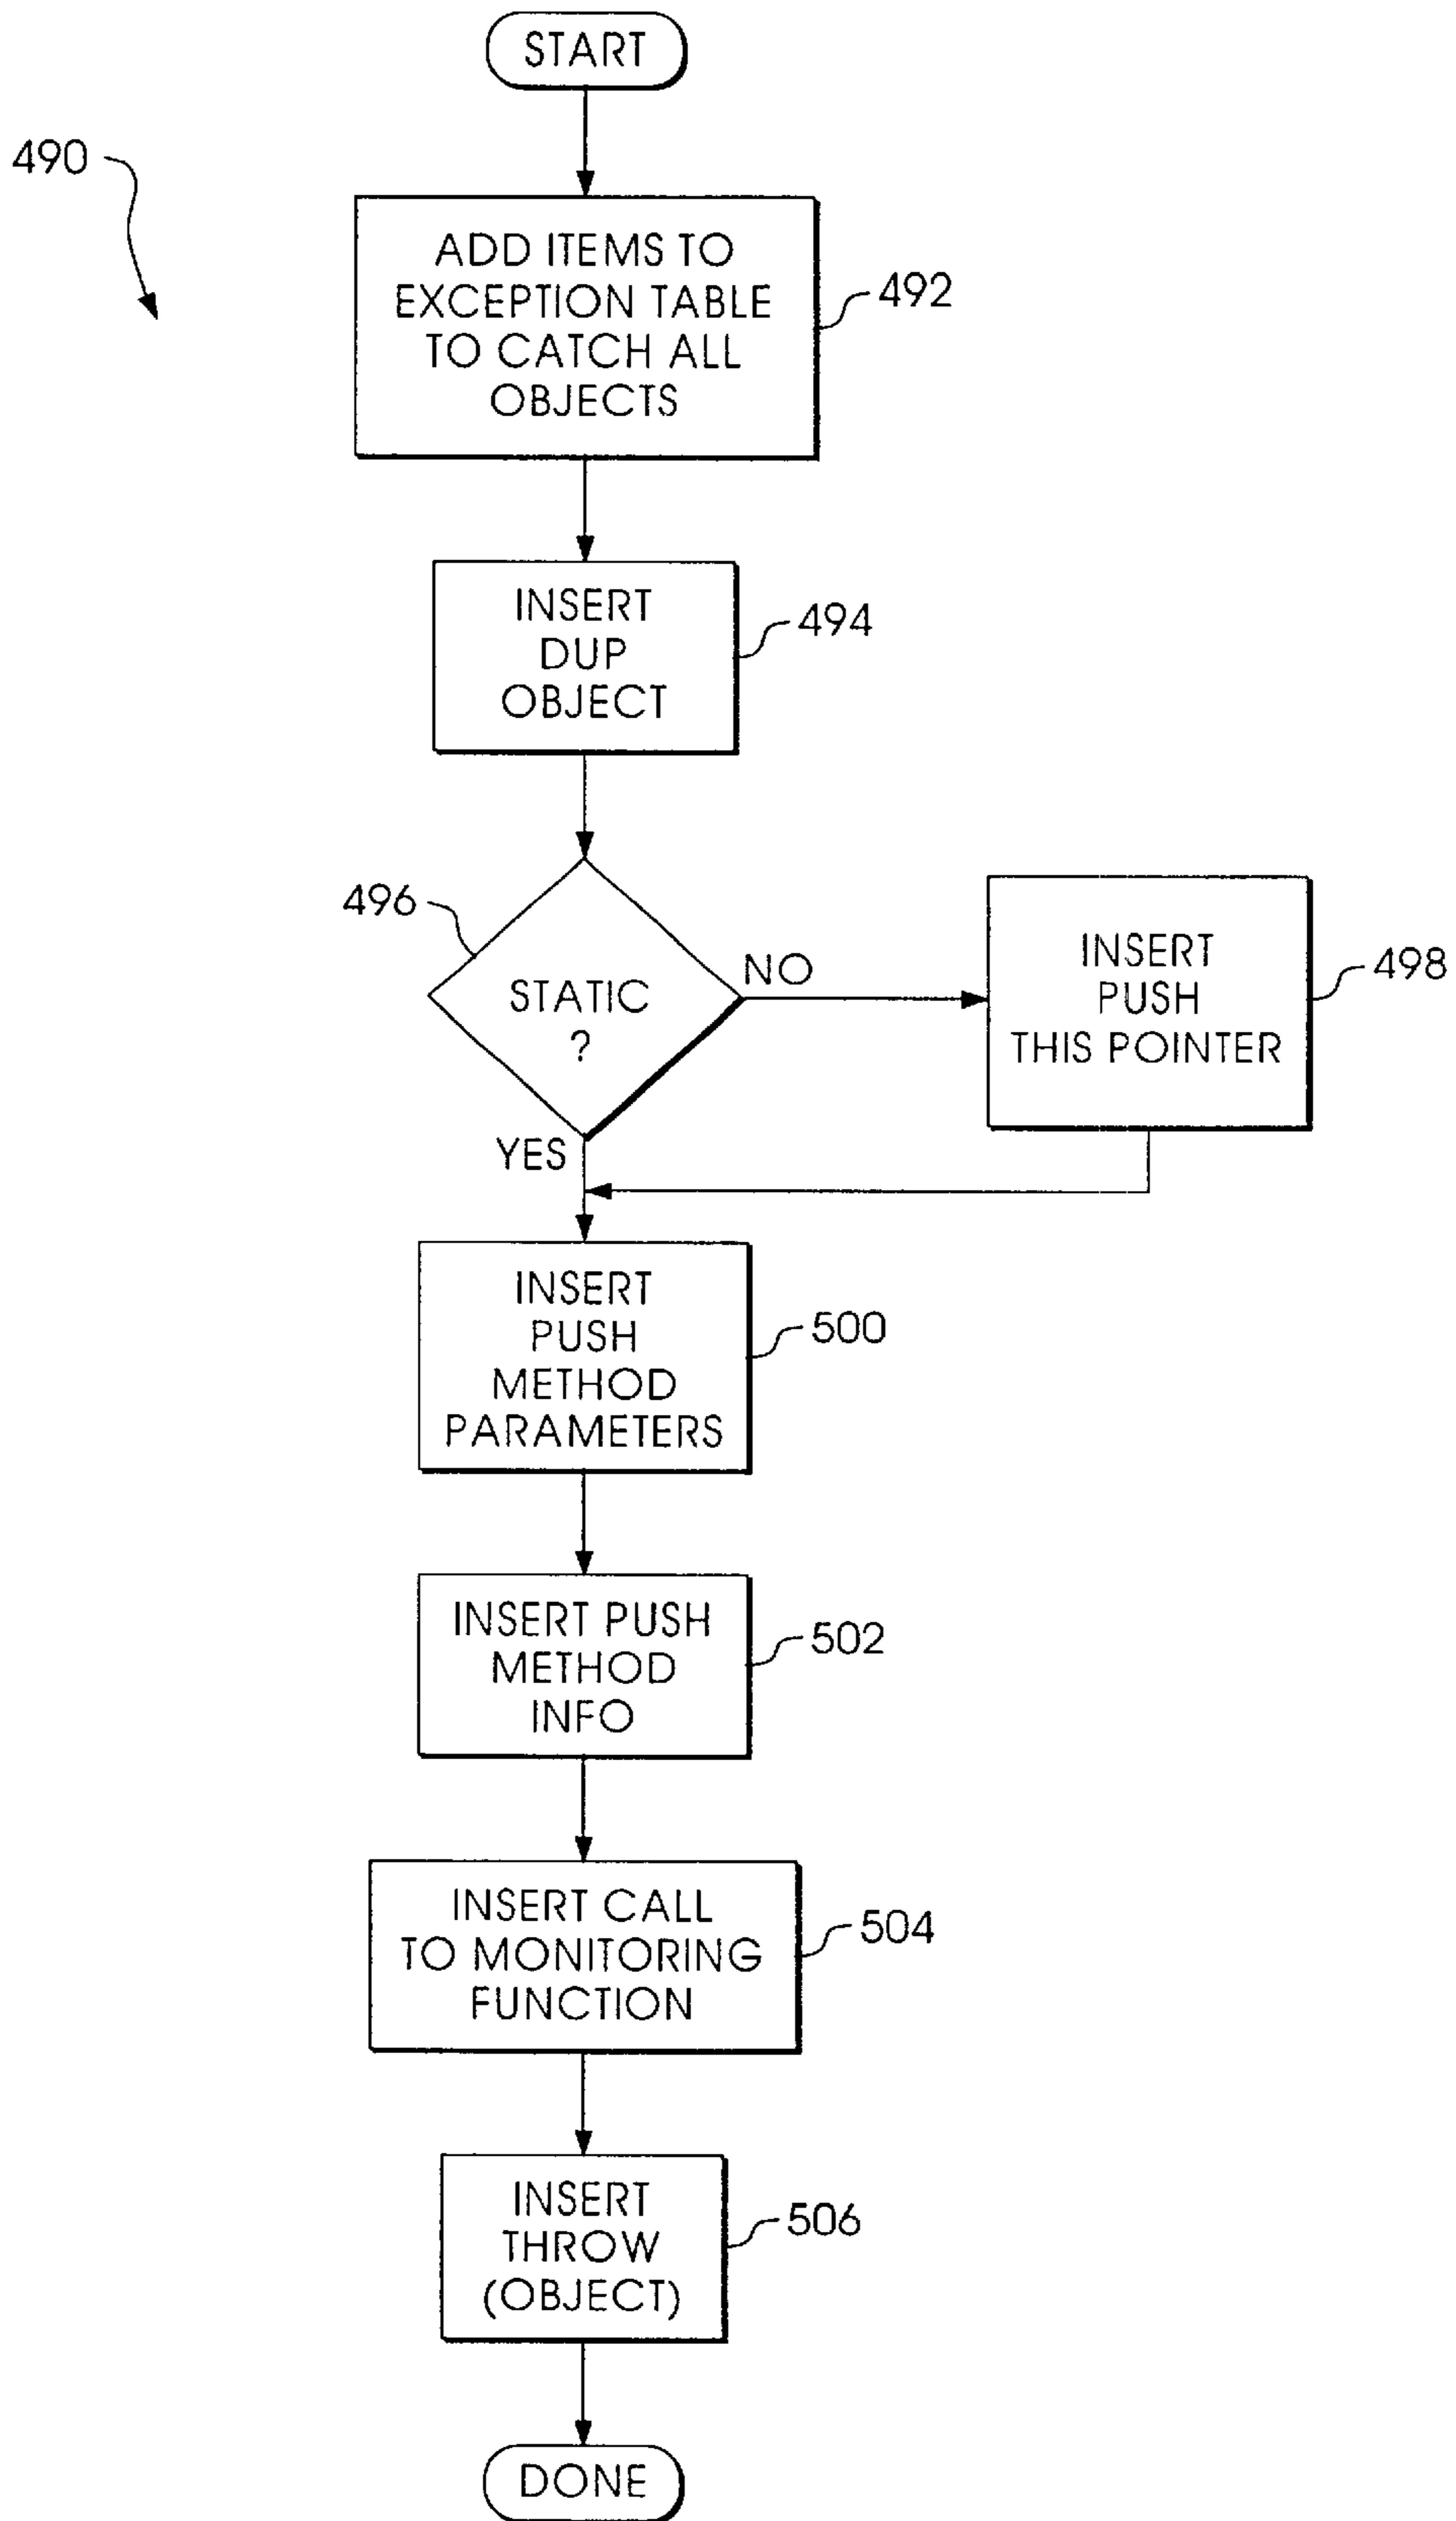 START
490
ADD ITEMS TO
EXCEPTION TABLE
TO CATCH ALL
OBJECTS
492
INSERT
DUP
OBJECT
494
496
STATIC
?
NO
YES
INSERT
PUSH
THIS POINTER
498
INSERT
PUSH
METHOD
PARAMETERS
500
INSERT PUSH
METHOD
INFO
502
INSERT CALL
TO MONITORING
FUNCTION
504
INSERT
THROW
(OBJECT)
506
DONE